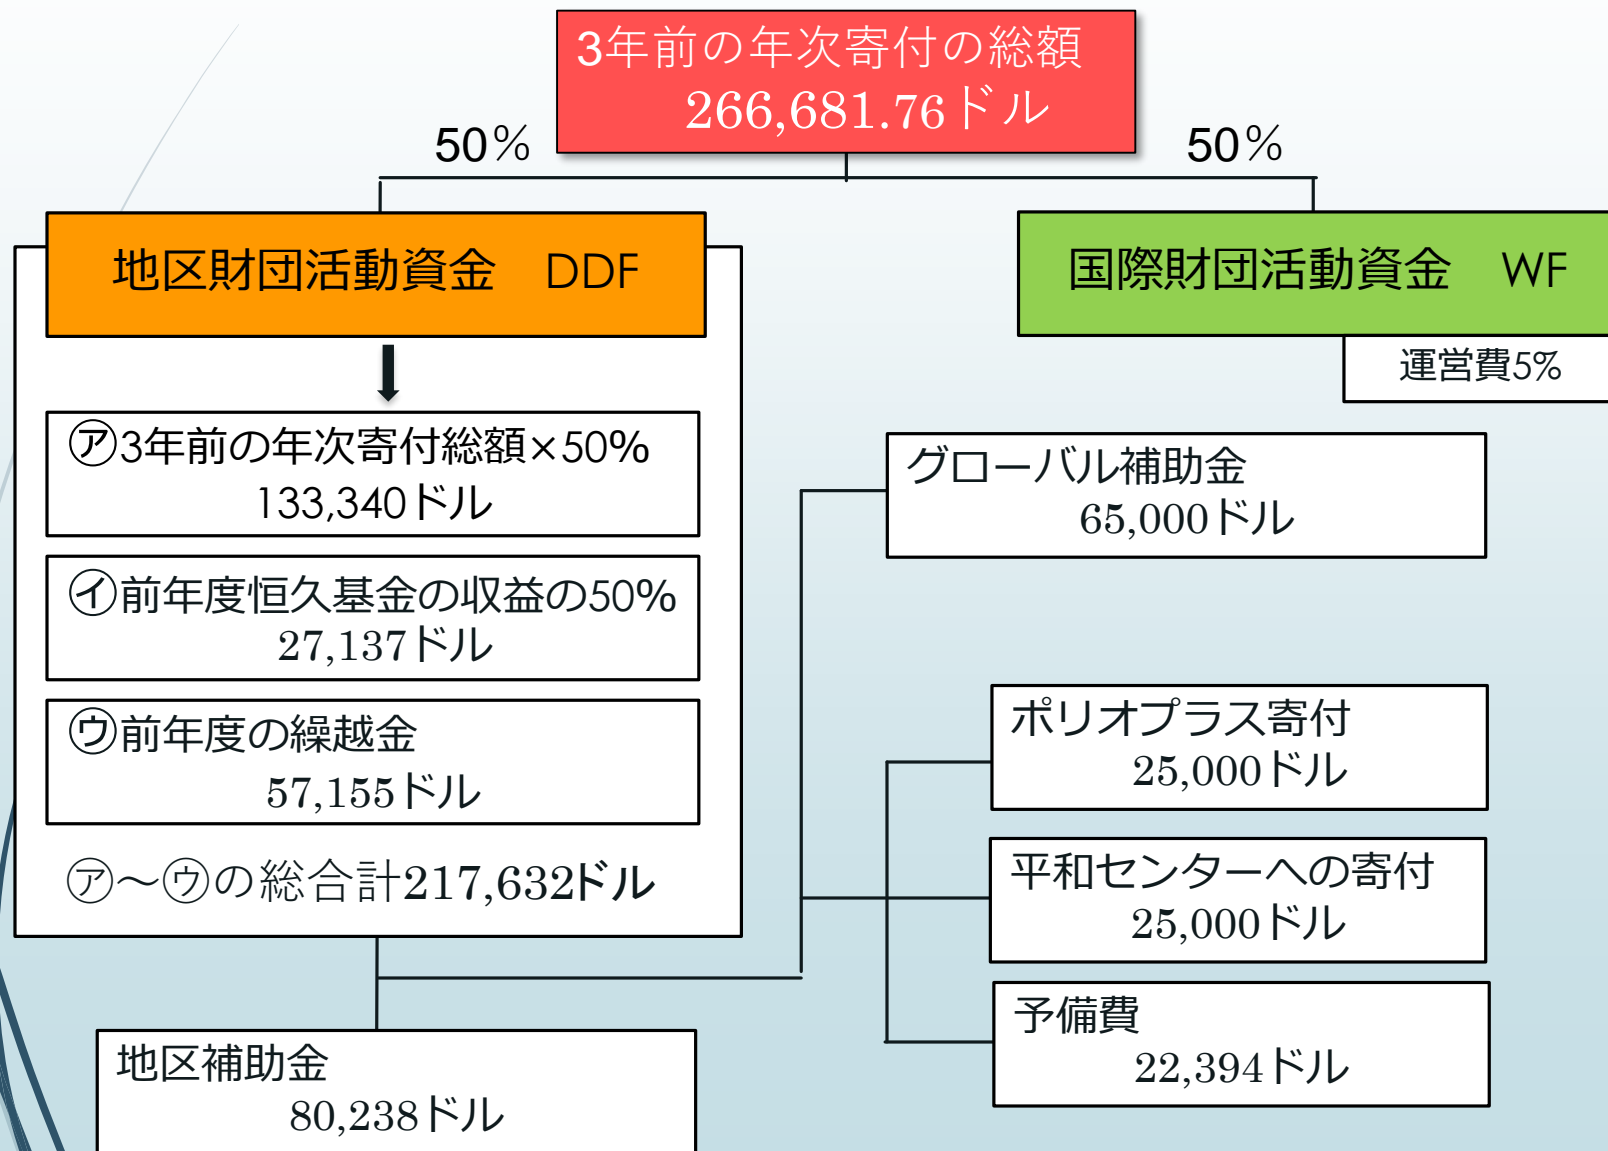 3年前の年次寄付の総額
266,681.76ドル
50%
50%
地区財団活動資金　DDF
国際財団活動資金　WF
運営費5%
㋐3年前の年次寄付総額×50%
133,340ドル
㋑前年度恒久基金の収益の50%
27,137ドル
㋒前年度の繰越金
57,155ドル
㋐～㋒の総合計217,632ドル
グローバル補助金
65,000ドル
ポリオプラス寄付
25,000ドル
平和センターへの寄付
25,000ドル
予備費
22,394ドル
地区補助金
80,238ドル